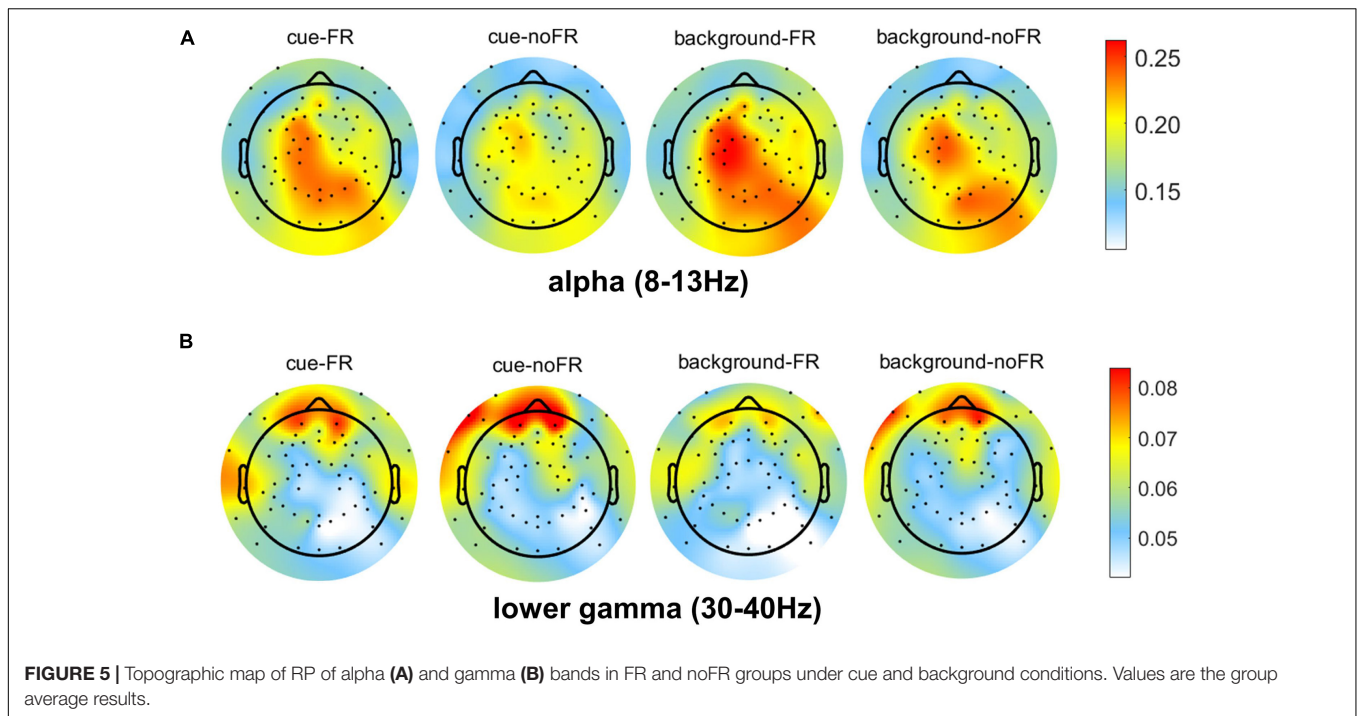 A
cue-FR
cue-noFR
background-FR
background-noFR
0.25
0.20
0.15
alpha (8-13Hz)
B
cue-FR
cue-noFR
background-FR
background-noFR
0.08
0.07
0.06
0.05
lower gamma (30-40Hz)
FIGURE 5 | Topographic map of RP of alpha (A) and gamma (B) bands in FR and noFR groups under cue and background conditions. Values are the group
average results.